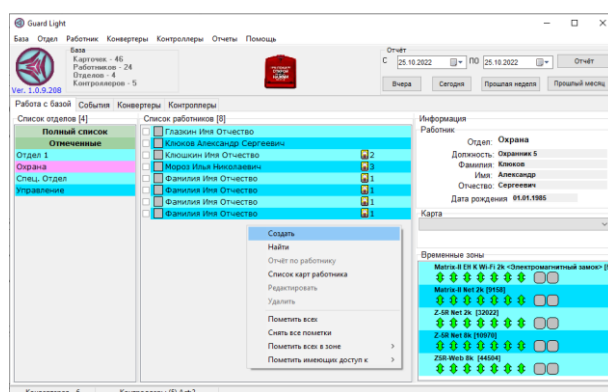 Guard Light
База Отдел Работник Конвертеры Контроллеры Отчеты Помощь
База
Карточек - 46
Работников - 24
Отделов - 4
Контроллеров - 5
Ver. 1.0.9.208
Отчёт
С 25.10.2022 ПО 25.10.2022 Отчёт
Вчера Сегодня Прошлая неделя Прошлый месяц
Работа с базой События Конвертеры Контроллеры
Список отделов [4]
Полный список
Отмеченные
Отдел 1
Охрана
Спец. Отдел
Управление
Список работников [8]
Глазкин Имя Отчество
Клюков Александр Сергеевич
Клюшкин Имя Отчество 2
Мороз Илья Николаевич 3
Фамилия Имя Отчество 1
Фамилия Имя Отчество 1
Фамилия Имя Отчество 1
Фамилия Имя Отчество 1
Создать
Найти
Отчёт по работнику
Список карт работника
Редактировать
Удалить
Пометить всех
Снять все пометки
Пометить всех в зоне
Пометить имеющих доступ к
Информация
Работник
Отдел: Охрана
Должность: Охранник 5
Фамилия: Клюков
Имя: Александр
Отчество: Сергеевич
Дата рождения 01.01.1985
Карта
Временные зоны
Matrix-II EH K Wi-Fi 2k <Электромагнитный замок>
Matrix-II Net 2k [9158]
Z-5R Net 2k [32022]
Z-5R Net 8k [10970]
Z5R-Web 8k [44504]